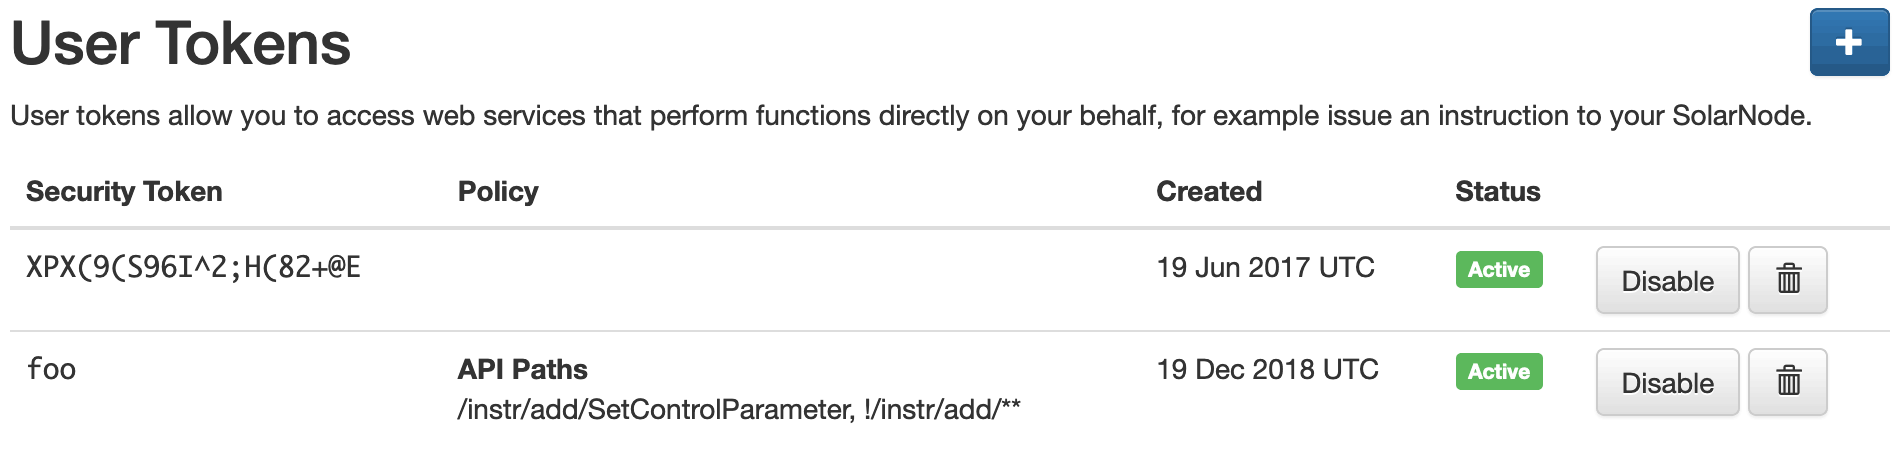 User Tokens
+
User tokens allow you to access web services that perform functions directly on your behalf, for example issue an instruction to your SolarNode.
Security Token Policy Created Status
XPX(9(S96I^2;H(82+@E 19 Jun 2017 UTC Active Disable
foo API Paths 19 Dec 2018 UTC Active Disable
/instr/add/SetControlParameter, !/instr/add/**